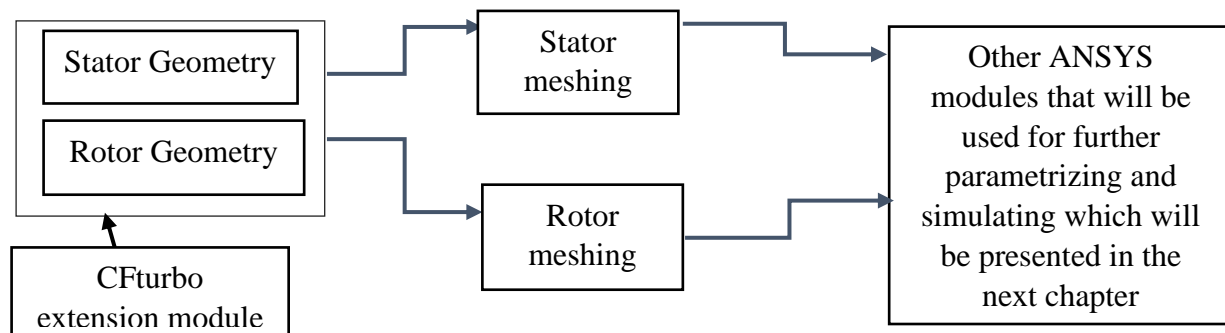 Stator Geometry
Rotor Geometry
CFturbo
extension module
Stator
meshing
Rotor
meshing
Other ANSYS
modules that will be
used for further
parametrizing and
simulating which will
be presented in the
next chapter